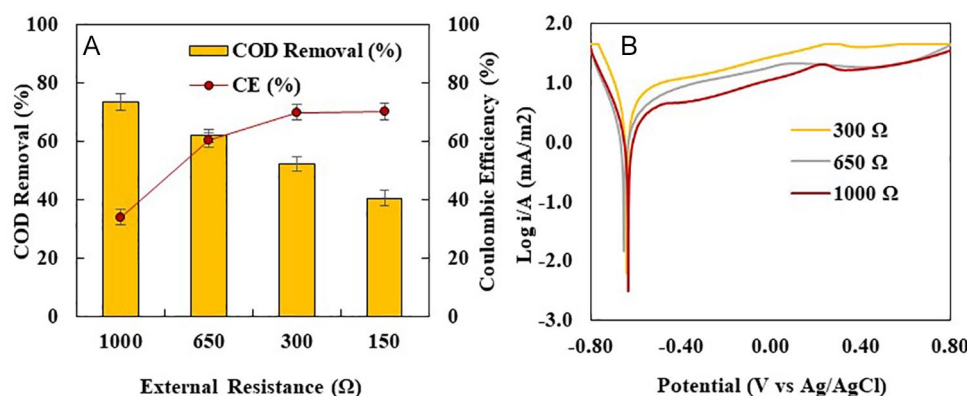 A
COD Removal (%)
CE (%)
100
80
60
40
20
0
COD Removal (%)
100
80
60
40
20
0
Coulombic Efficiency (%)
1000 650 300 150
External Resistance (Ω)
B
2.0
1.0
0.0
-1.0
-2.0
-3.0
Log i/A (mA/m2)
300 Ω
650 Ω
1000 Ω
-0.80 -0.40 0.00 0.40 0.80
Potential (V vs Ag/AgCl)